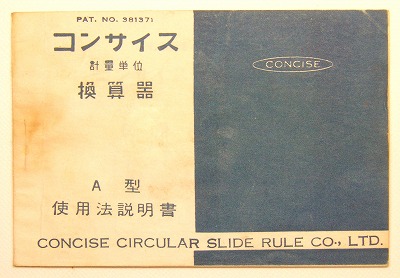 PAT. NO. 381371
コンサイス
計量単位
換算器
A型
使用法説明書
CONCISE
CONCISE CIRCULAR SLIDE RULE CO., LTD.